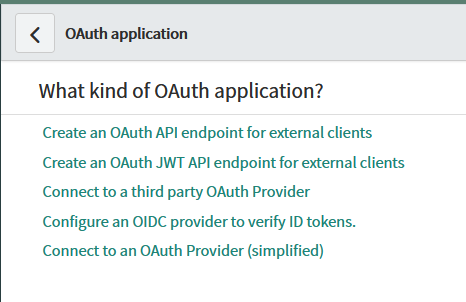 OAuth application
What kind of OAuth application?
Create an OAuth API endpoint for external clients
Create an OAuth JWT API endpoint for external clients
Connect to a third party OAuth Provider
Configure an OIDC provider to verify ID tokens.
Connect to an OAuth Provider (simplified)